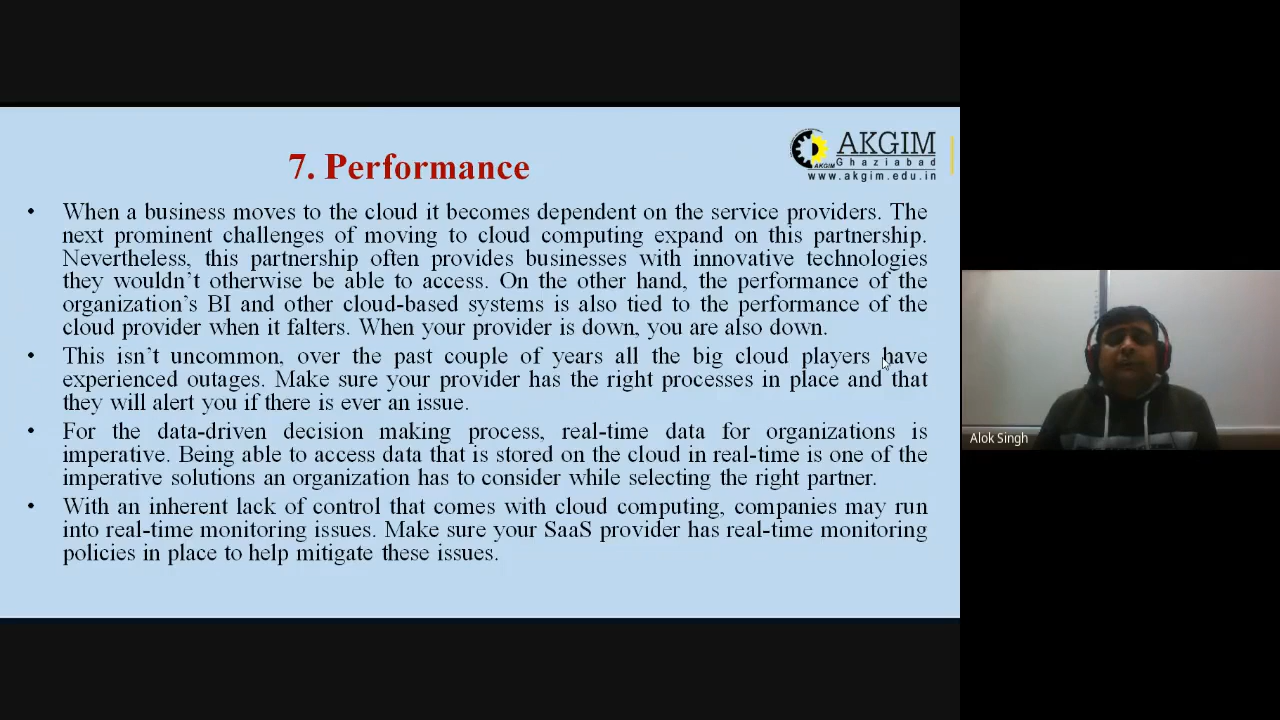 AKGIM
Ghaziabad
www.akgim.edu.in
AKGIM
7. Performance
• When a business moves to the cloud it becomes dependent on the service providers. The
next prominent challenges of moving to cloud computing expand on this partnership.
Nevertheless, this partnership often provides businesses with innovative technologies
they wouldn’t otherwise be able to access. On the other hand, the performance of the
organization’s BI and other cloud-based systems is also tied to the performance of the
cloud provider when it falters. When your provider is down, you are also down.
• This isn’t uncommon, over the past couple of years all the big cloud players have
experienced outages. Make sure your provider has the right processes in place and that
they will alert you if there is ever an issue.
• For the data-driven decision making process, real-time data for organizations is
imperative. Being able to access data that is stored on the cloud in real-time is one of the
imperative solutions an organization has to consider while selecting the right partner.
• With an inherent lack of control that comes with cloud computing, companies may run
into real-time monitoring issues. Make sure your SaaS provider has real-time monitoring
policies in place to help mitigate these issues.
Alok Singh